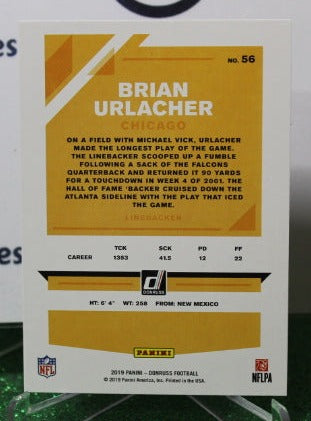 NO. 56
BRIAN
URLACHER
CHICAGO
ON A FIELD WITH MICHAEL VICK, URLACHER
MADE THE LONGEST PLAY OF THE GAME.
THE LINEBACKER SCOOPED UP A FUMBLE
FOLLOWING A SACK OF THE FALCONS
QUARTERBACK AND RETURNED IT 90 YARDS
FOR A TOUCHDOWN IN WEEK 4 OF 2001. THE
HALL OF FAME 'BACKER CRUISED DOWN THE
ATLANTA SIDELINE WITH THE PLAY THAT ICED
THE GAME.
LINEBACKER
TCK SCK PD FF
CAREER 1353 41.5 12 22
DONRUSS
HT: 6' 4" WT: 258 FROM: NEW MEXICO
PANINI
NFL
NFLPA
2019 PANINI - DONRUSS FOOTBALL
© 2019 Panini America, Inc. Printed in the USA.